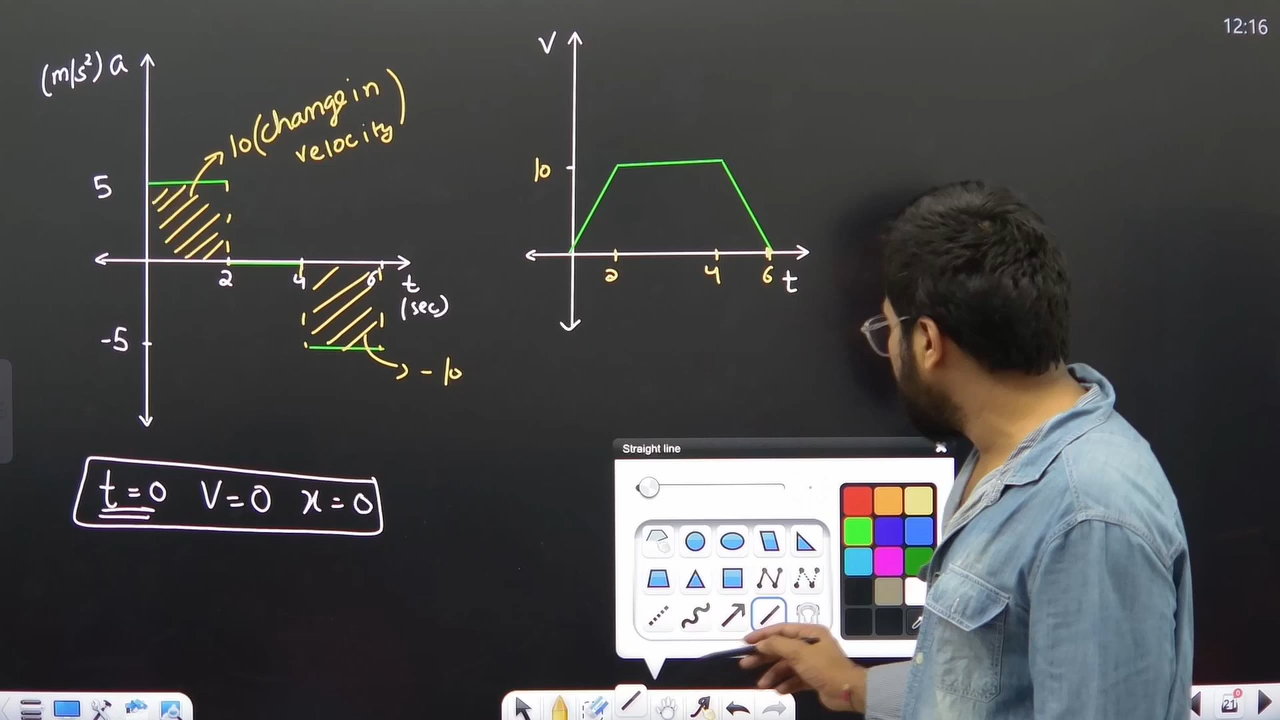 12:16
(m/s²) a
10 (change in
velocity)
5
2
4
6
t
(sec)
-5
-10
V
10
2
4
6
t
t=0 V=0 x=0
Straight line
21